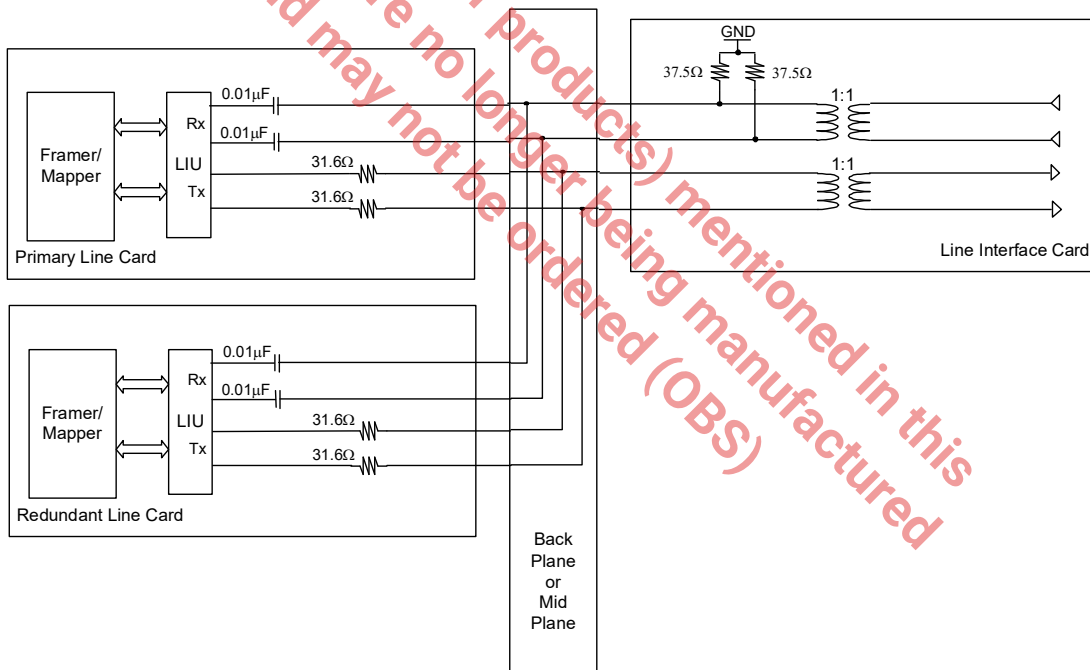 0.01µF
0.01µF
Rx
LIU
Tx
Framer/
Mapper
31.6Ω
31.6Ω
Primary Line Card
GND
37.5Ω
37.5Ω
1:1
1:1
Line Interface Card
0.01µF
0.01µF
Rx
LIU
Tx
Framer/
Mapper
31.6Ω
31.6Ω
Redundant Line Card
Back
Plane
or
Mid
Plane
products) mentioned in this
re no longer being manufactured
may not be ordered (OBS)